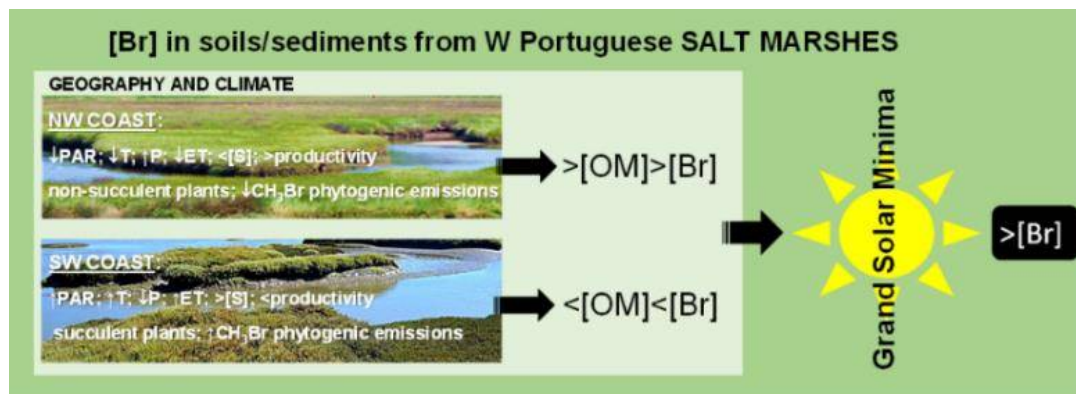 [Br] in soils/sediments from W Portuguese SALT MARSHES
GEOGRAPHY AND CLIMATE
NW COAST:
↓PAR; ↓T; ↑P; ↓ET; <[S]; >productivity
non-succulent plants; ↓CH₃Br phytogenic emissions
>[OM]>[Br]
SW COAST:
↑PAR; ↑T; ↓P; ↑ET; >[S]; <productivity
succulent plants; ↑CH₃Br phytogenic emissions
<[OM]<[Br]
Grand Solar Minima
>[Br]